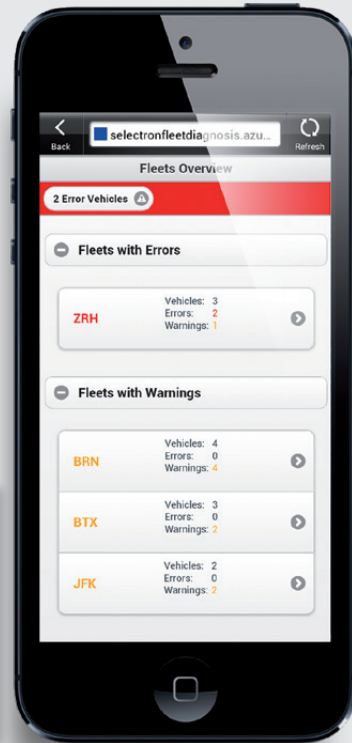 Back
selectronfleetdiagnosis.azu...
Refresh
Fleets Overview
2 Error Vehicles
Fleets with Errors
ZRH
Vehicles: 3
Errors: 2
Warnings: 1
Fleets with Warnings
BRN
Vehicles: 4
Errors: 0
Warnings: 4
BTX
Vehicles: 3
Errors: 0
Warnings: 2
JFK
Vehicles: 2
Errors: 0
Warnings: 2